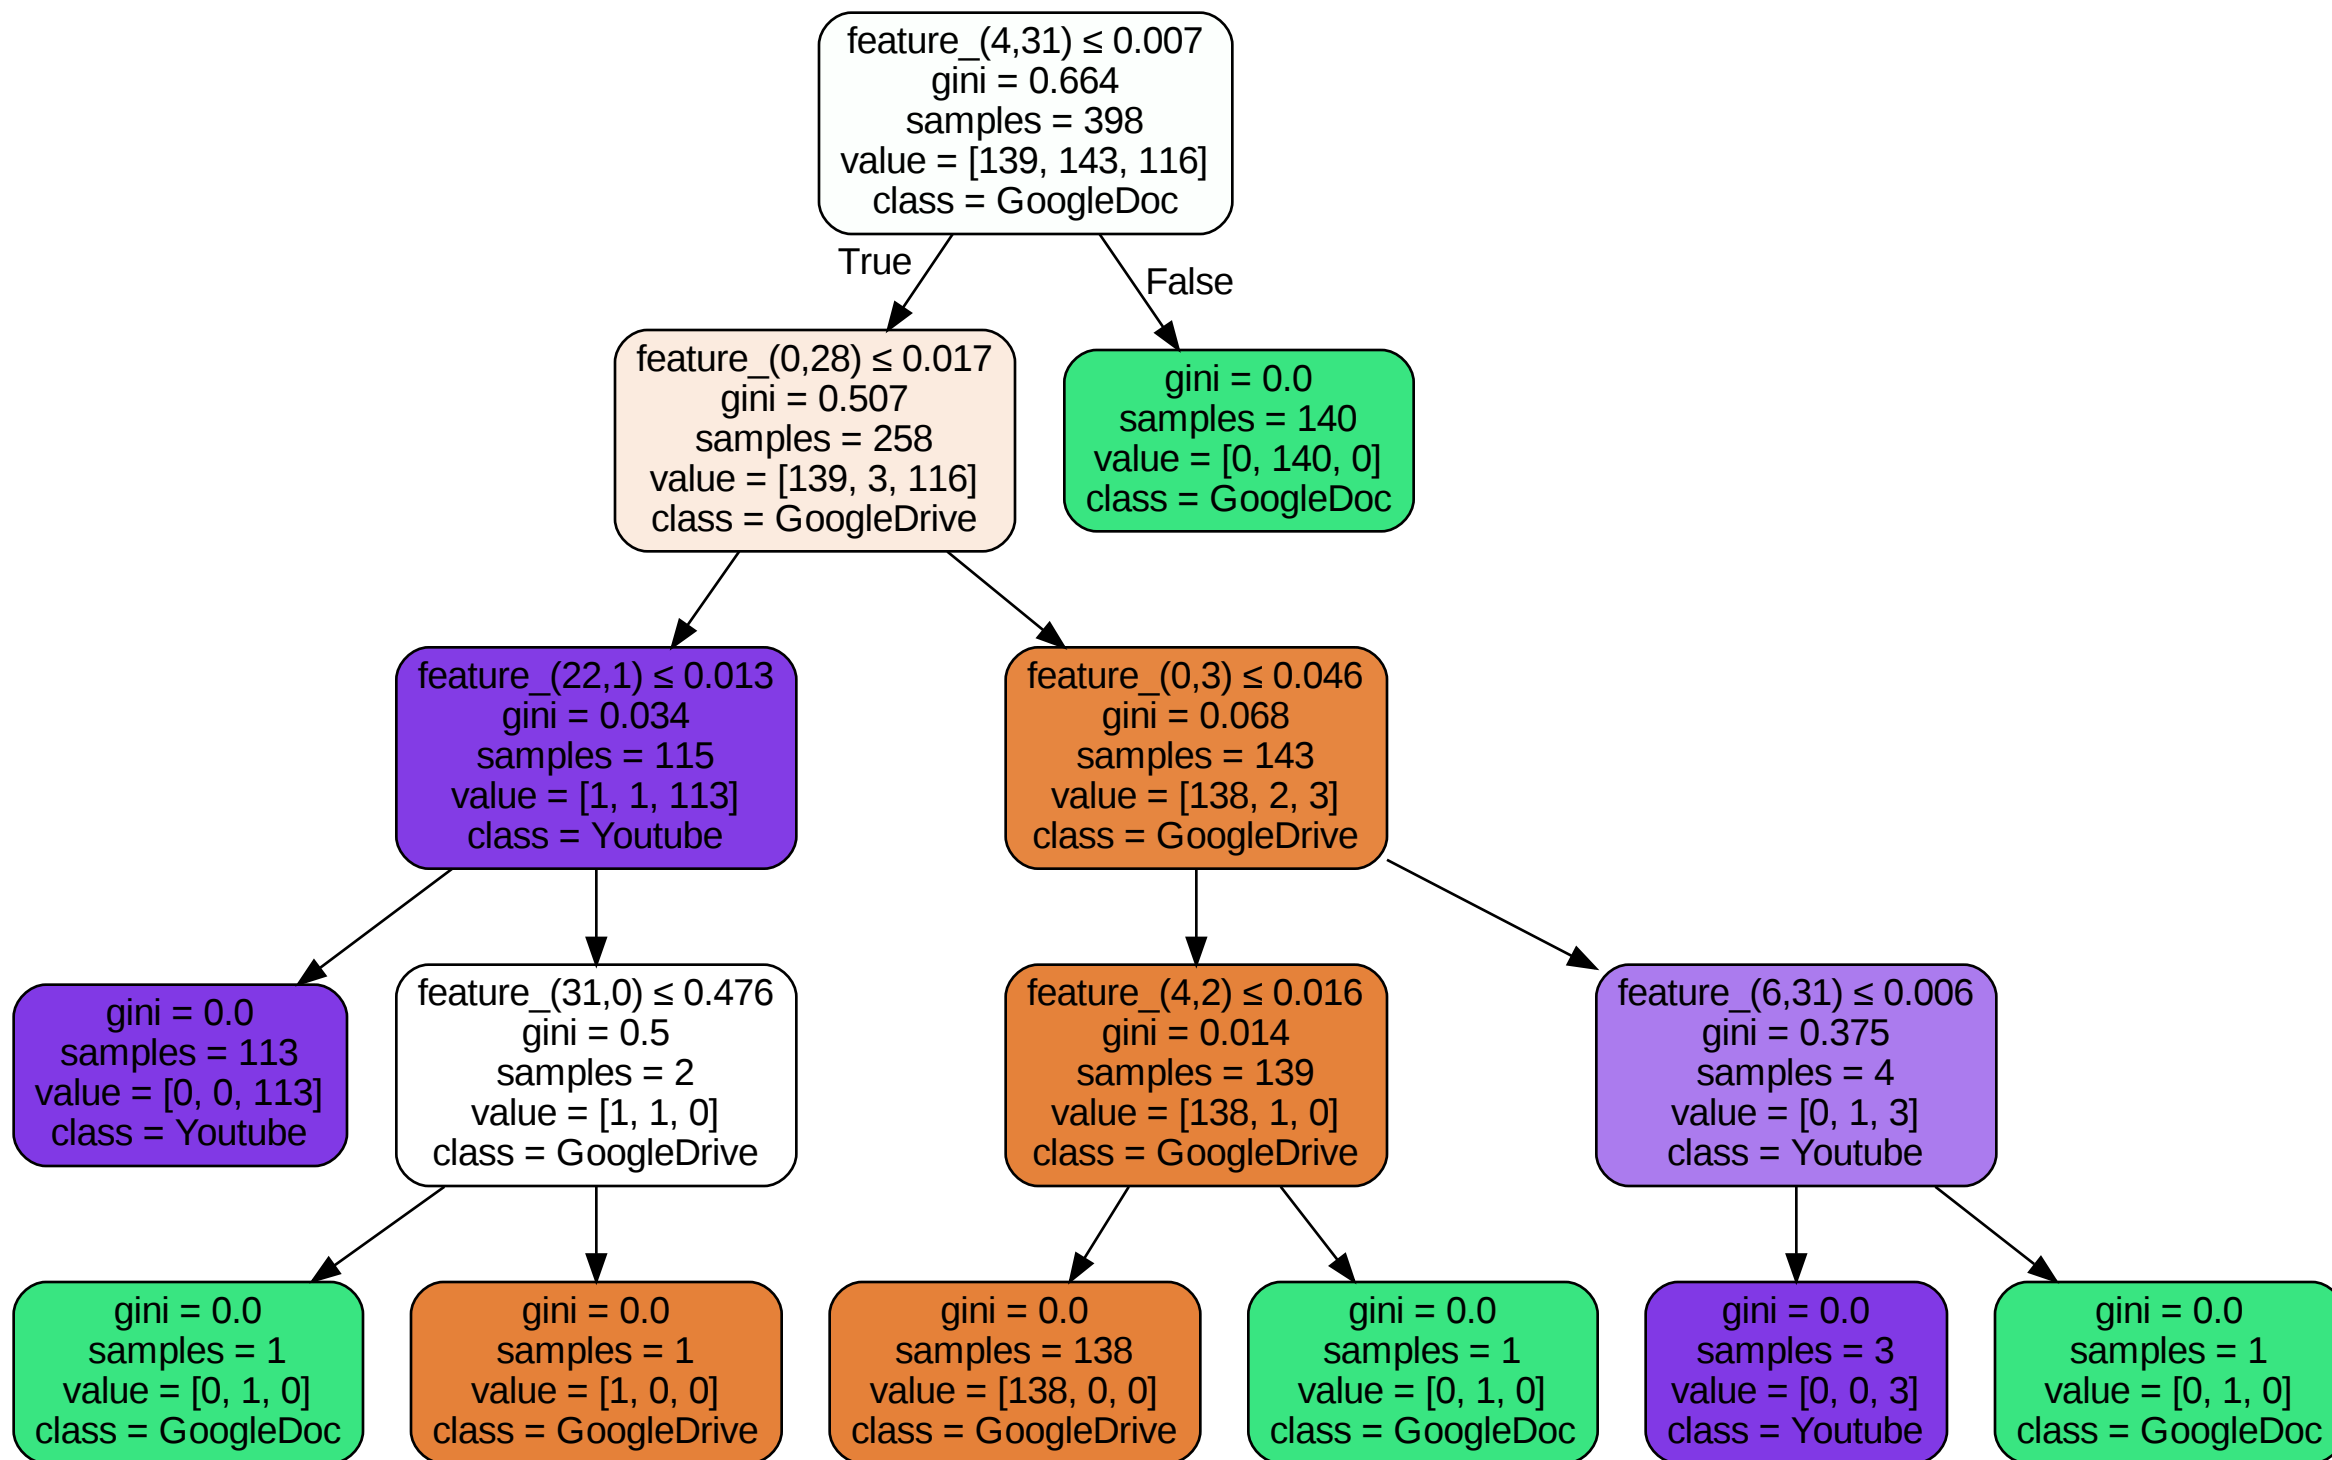 feature_(4,31) ≤ 0.007
gini = 0.664
samples = 398
value = [139, 143, 116]
class = GoogleDoc
True
False
feature_(0,28) ≤ 0.017
gini = 0.507
samples = 258
value = [139, 3, 116]
class = GoogleDrive
gini = 0.0
samples = 140
value = [0, 140, 0]
class = GoogleDoc
feature_(22,1) ≤ 0.013
gini = 0.034
samples = 115
value = [1, 1, 113]
class = Youtube
feature_(0,3) ≤ 0.046
gini = 0.068
samples = 143
value = [138, 2, 3]
class = GoogleDrive
gini = 0.0
samples = 113
value = [0, 0, 113]
class = Youtube
feature_(31,0) ≤ 0.476
gini = 0.5
samples = 2
value = [1, 1, 0]
class = GoogleDrive
feature_(4,2) ≤ 0.016
gini = 0.014
samples = 139
value = [138, 1, 0]
class = GoogleDrive
feature_(6,31) ≤ 0.006
gini = 0.375
samples = 4
value = [0, 1, 3]
class = Youtube
gini = 0.0
samples = 1
value = [0, 1, 0]
class = GoogleDoc
gini = 0.0
samples = 1
value = [1, 0, 0]
class = GoogleDrive
gini = 0.0
samples = 138
value = [138, 0, 0]
class = GoogleDrive
gini = 0.0
samples = 1
value = [0, 1, 0]
class = GoogleDoc
gini = 0.0
samples = 3
value = [0, 0, 3]
class = Youtube
gini = 0.0
samples = 1
value = [0, 1, 0]
class = GoogleDoc